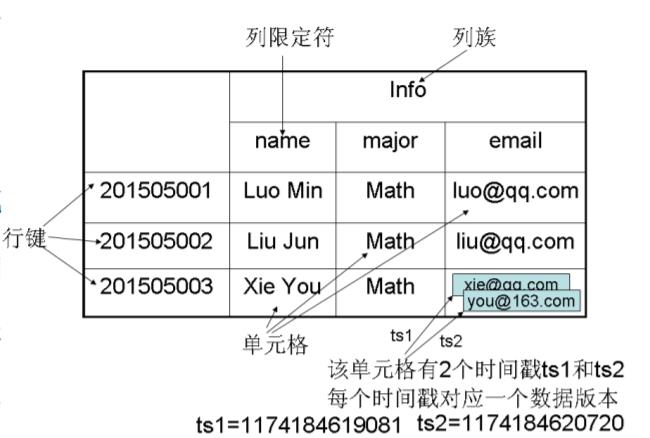 列限定符 列族
Info
name major email
201505001 Luo Min Math luo@qq.com
行键
201505002 Liu Jun Math liu@qq.com
201505003 Xie You Math xie@qq.com
you@163.com
单元格 ts1 ts2
该单元格有2个时间戳ts1和ts2
每个时间戳对应一个数据版本
ts1=1174184619081 ts2=1174184620720